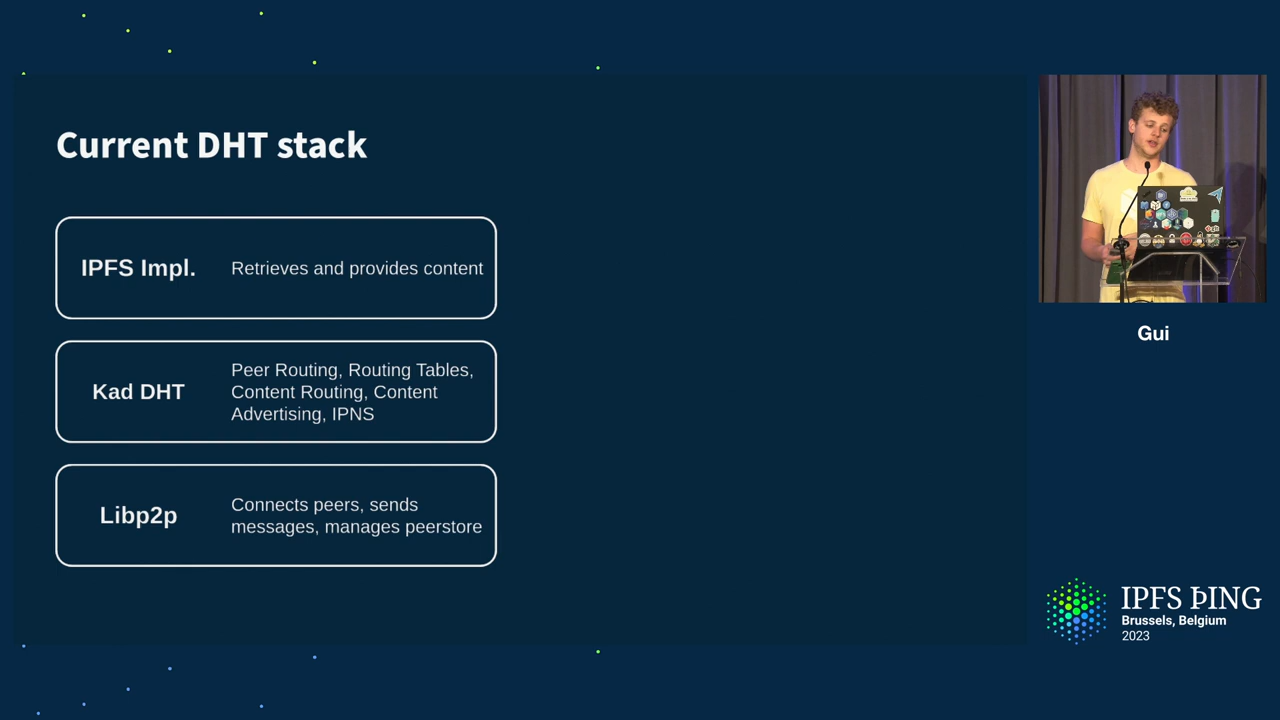 Current DHT stack
IPFS Impl.
Retrieves and provides content
Kad DHT
Peer Routing, Routing Tables,
Content Routing, Content
Advertising, IPNS
Libp2p
Connects peers, sends
messages, manages peerstore
Gui
IPFS ÞING
Brussels, Belgium
2023